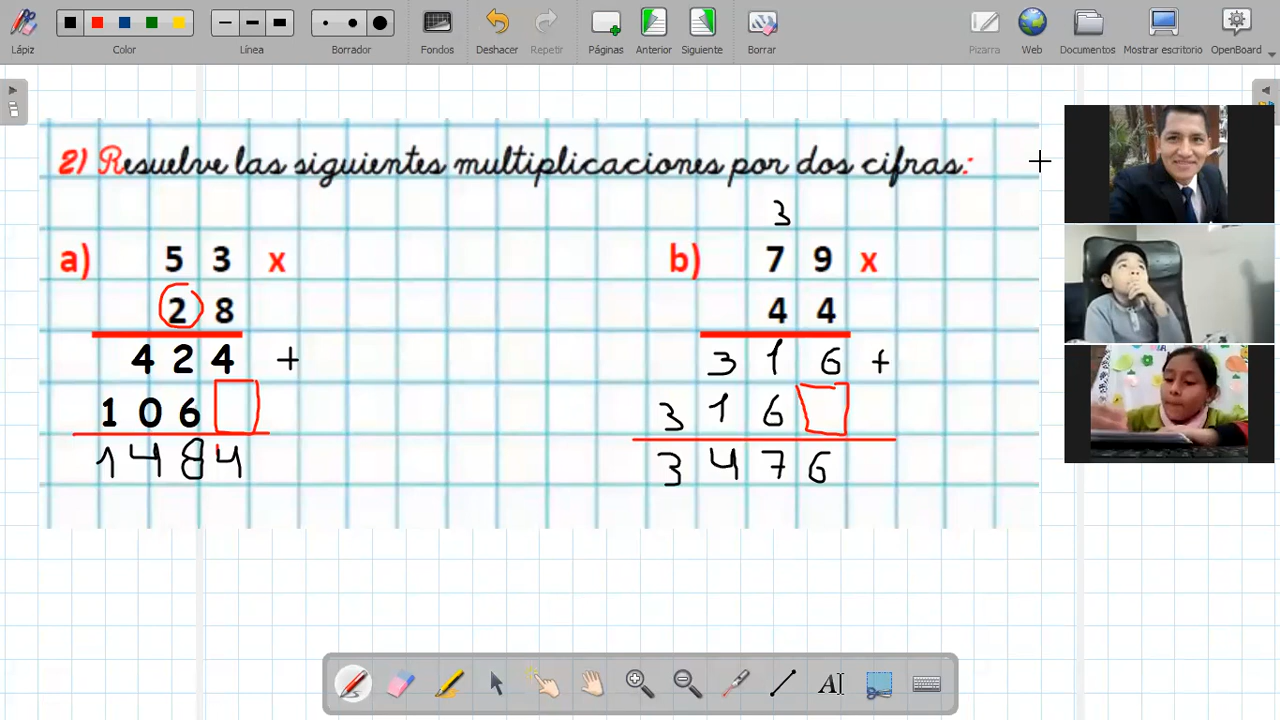 Lápiz Color Línea Borrador Fondos Deshacer Repetir Páginas Anterior Siguiente Borrar Pizarra Web Documentos Mostrar escritorio OpenBoard
2) Resuelve las siguientes multiplicaciones por dos cifras:
3
a) 5 3 x
b) 7 9 x
2 8
4 4
4 2 4 +
3 1 6 +
1 0 6
3 1 6
1 4 8 4
3 4 7 6
AI